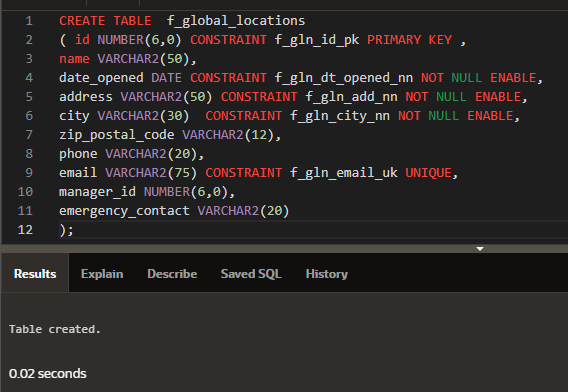 1 CREATE TABLE  f_global_locations
2 ( id NUMBER(6,0) CONSTRAINT f_gln_id_pk PRIMARY KEY ,
3 name VARCHAR2(50),
4 date_opened DATE CONSTRAINT f_gln_dt_opened_nn NOT NULL ENABLE,
5 address VARCHAR2(50) CONSTRAINT f_gln_add_nn NOT NULL ENABLE,
6 city VARCHAR2(30)  CONSTRAINT f_gln_city_nn NOT NULL ENABLE,
7 zip_postal_code VARCHAR2(12),
8 phone VARCHAR2(20),
9 email VARCHAR2(75) CONSTRAINT f_gln_email_uk UNIQUE,
10 manager_id NUMBER(6,0),
11 emergency_contact VARCHAR2(20)
12 );
Results Explain Describe Saved SQL History
Table created.
0.02 seconds